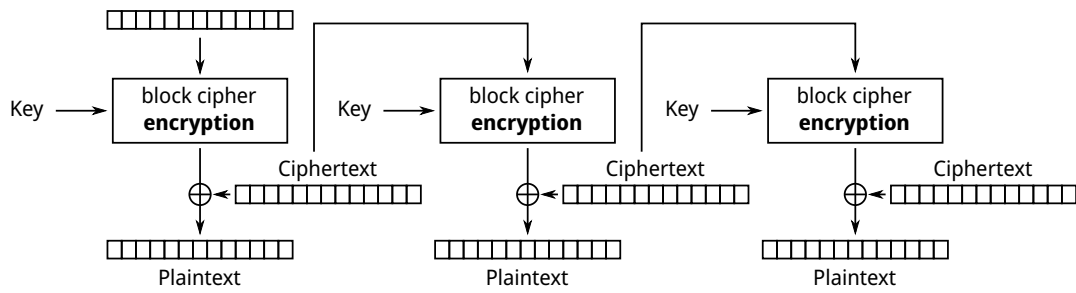 block cipher
encryption
Key
Ciphertext
Plaintext
block cipher
encryption
Key
Ciphertext
Plaintext
block cipher
encryption
Key
Ciphertext
Plaintext